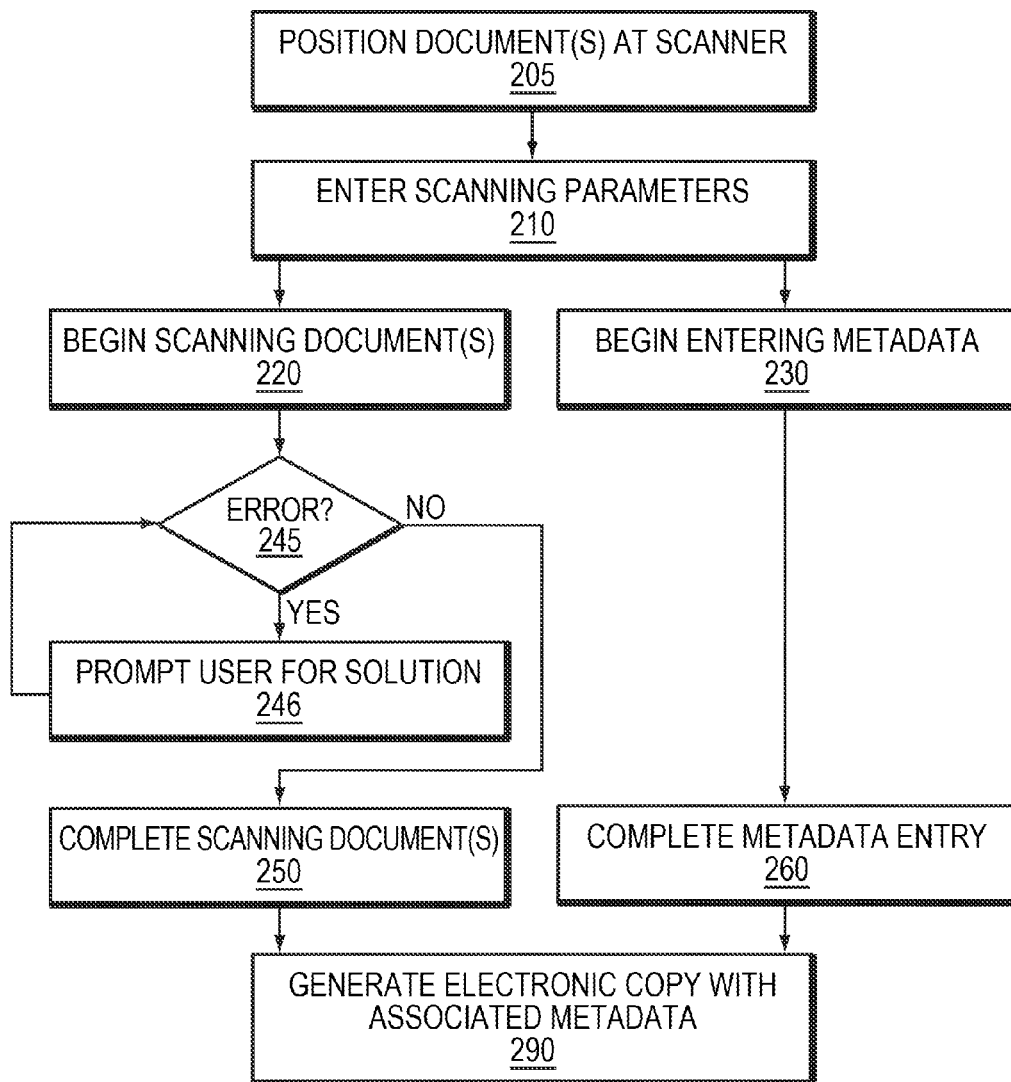 POSITION DOCUMENT(S) AT SCANNER
205
ENTER SCANNING PARAMETERS
210
BEGIN SCANNING DOCUMENT(S)
220
BEGIN ENTERING METADATA
230
ERROR?
245
NO
YES
PROMPT USER FOR SOLUTION
246
COMPLETE SCANNING DOCUMENT(S)
250
COMPLETE METADATA ENTRY
260
GENERATE ELECTRONIC COPY WITH
ASSOCIATED METADATA
290